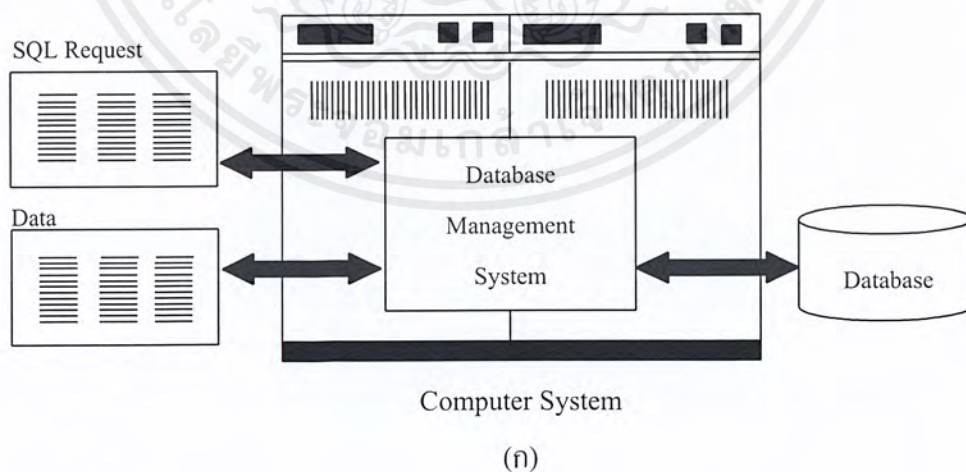 SQL Request
Data
Database
Management
System
Database
Computer System
(ก)